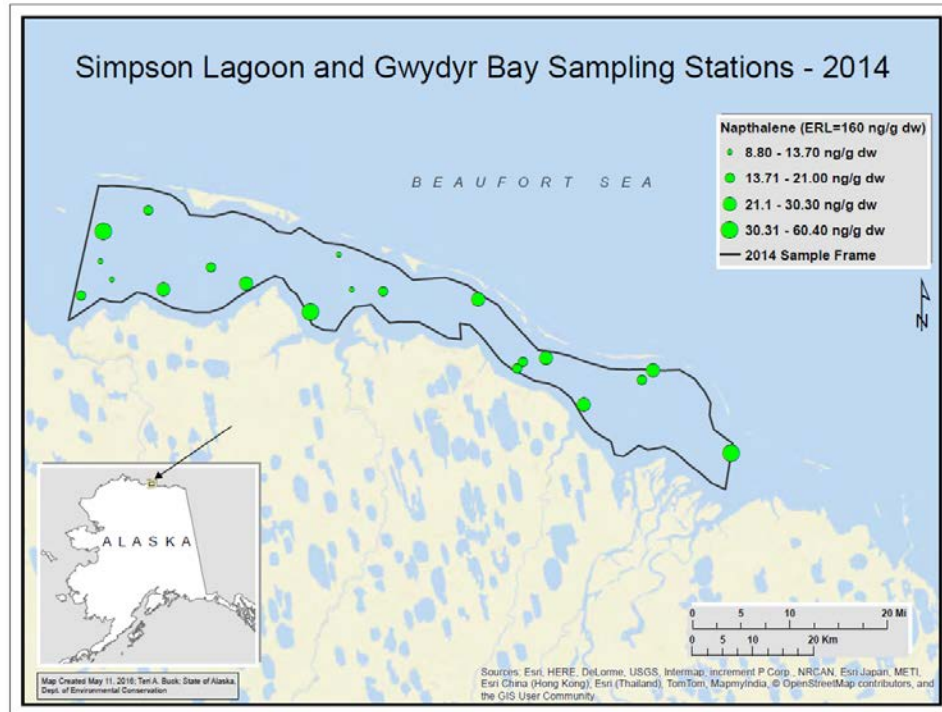 Simpson Lagoon and Gwydyr Bay Sampling Stations - 2014
Napthalene (ERL=160 ng/g dw)
8.80 - 13.70 ng/g dw
13.71 - 21.00 ng/g dw
21.1 - 30.30 ng/g dw
30.31 - 60.40 ng/g dw
2014 Sample Frame
BEAUFORT SEA
N
ALASKA
0 5 10 20 Mi
0 5 10 20 Km
Map Created May 11, 2016; Teri A. Buck: State of Alaska,
Dept. of Environmental Conservation
Sources: Esri, HERE, DeLorme, USGS, Intermap, increment P Corp., NRCAN, Esri Japan, METI,
Esri China (Hong Kong), Esri (Thailand), TomTom, MapmyIndia, © OpenStreetMap contributors, and
the GIS User Community